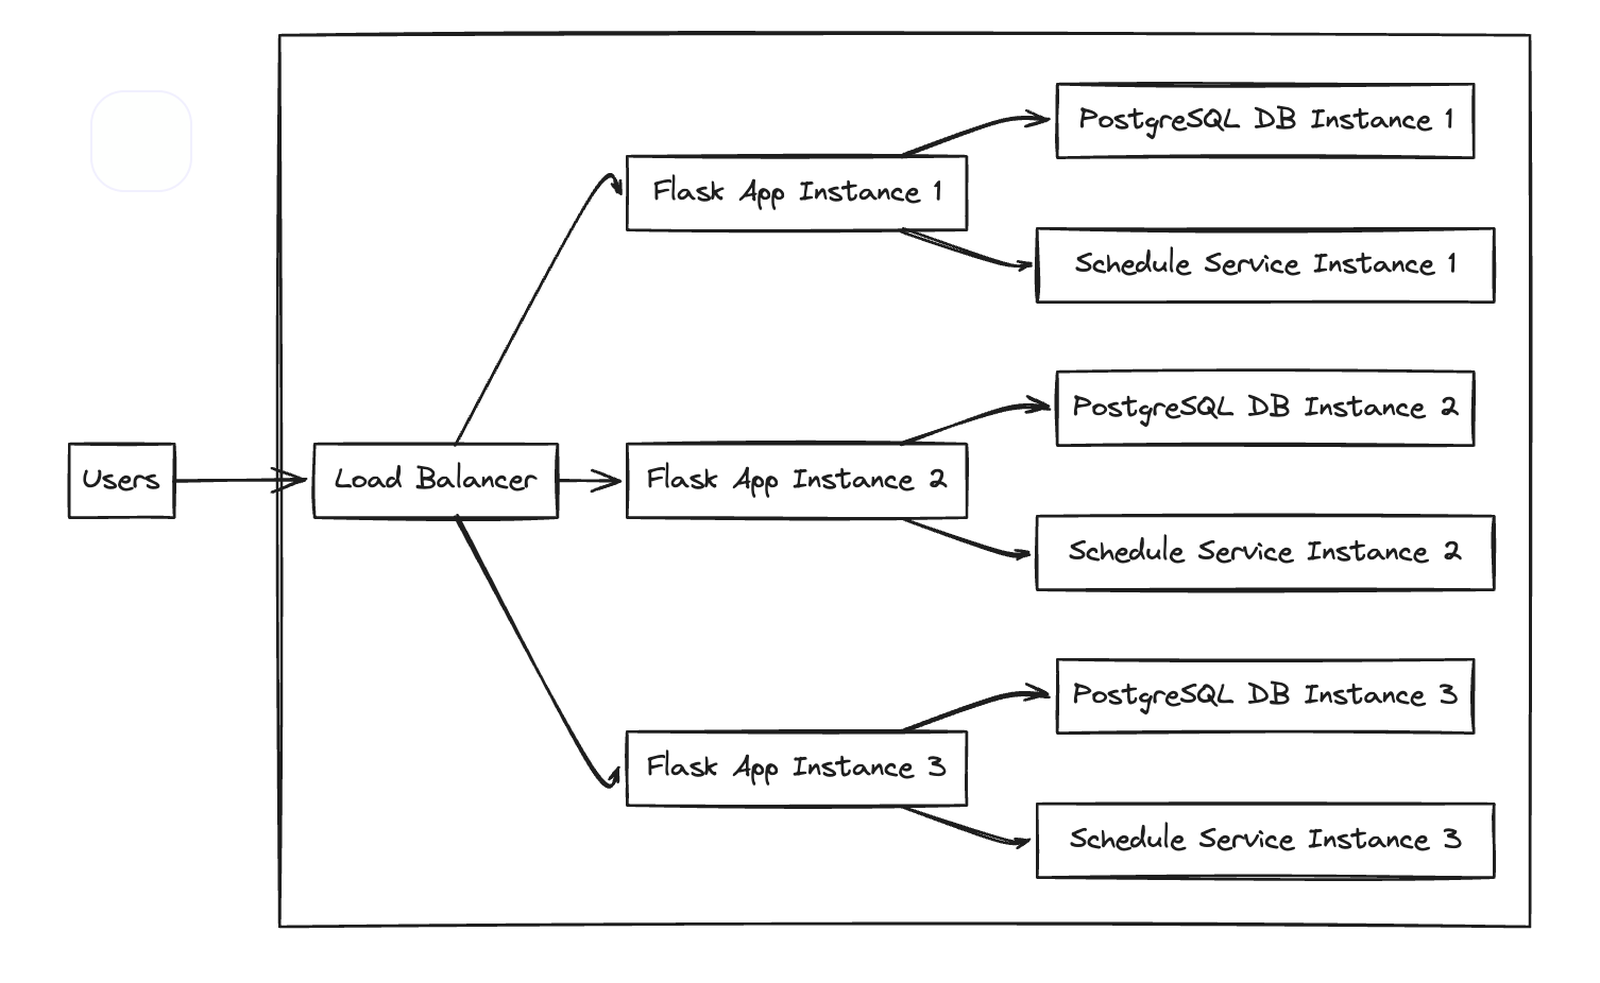 PostgreSQL DB Instance 1
Flask App Instance 1
Schedule Service Instance 1
PostgreSQL DB Instance 2
Users
Load Balancer
Flask App Instance 2
Schedule Service Instance 2
PostgreSQL DB Instance 3
Flask App Instance 3
Schedule Service Instance 3